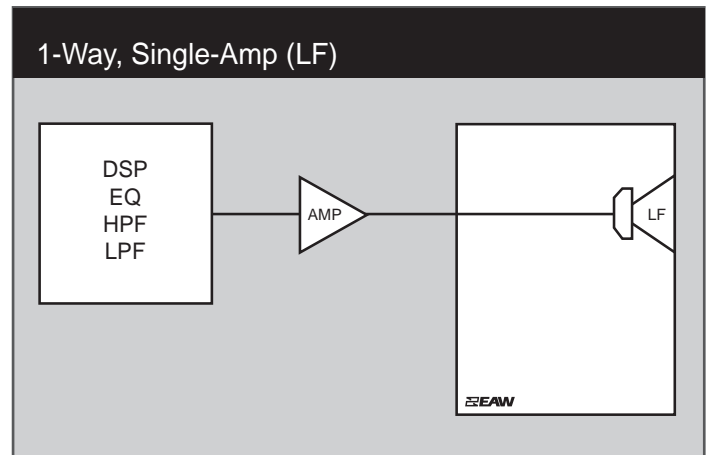 1-Way, Single-Amp (LF)
DSP
EQ
HPF
LPF
AMP
LF
EAW